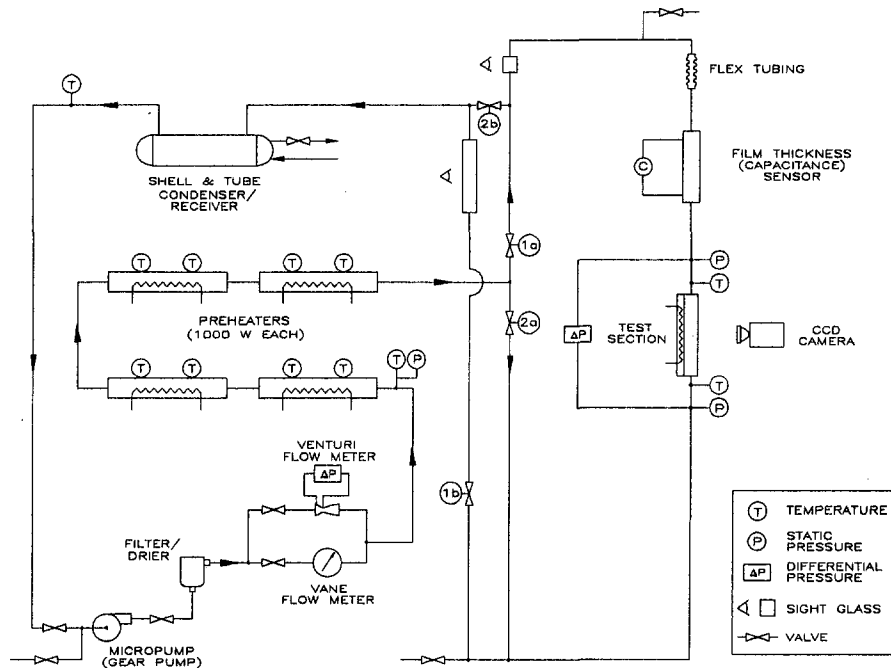 FLEX TUBING
T
2b
SHELL & TUBE
CONDENSER/
RECEIVER
C
FILM THICKNESS
(CAPACITANCE)
SENSOR
1a
P
T
T T T T
PREHEATERS
(1000 W EACH)
2a
ΔP
TEST
SECTION
CCD
CAMERA
T T T T
T P
T
P
VENTURI
FLOW METER
ΔP
1b
FILTER/
DRIER
VANE
FLOW METER
MICROPUMP
(GEAR PUMP)
T TEMPERATURE
P STATIC
PRESSURE
ΔP DIFFERENTIAL
PRESSURE
SIGHT GLASS
VALVE